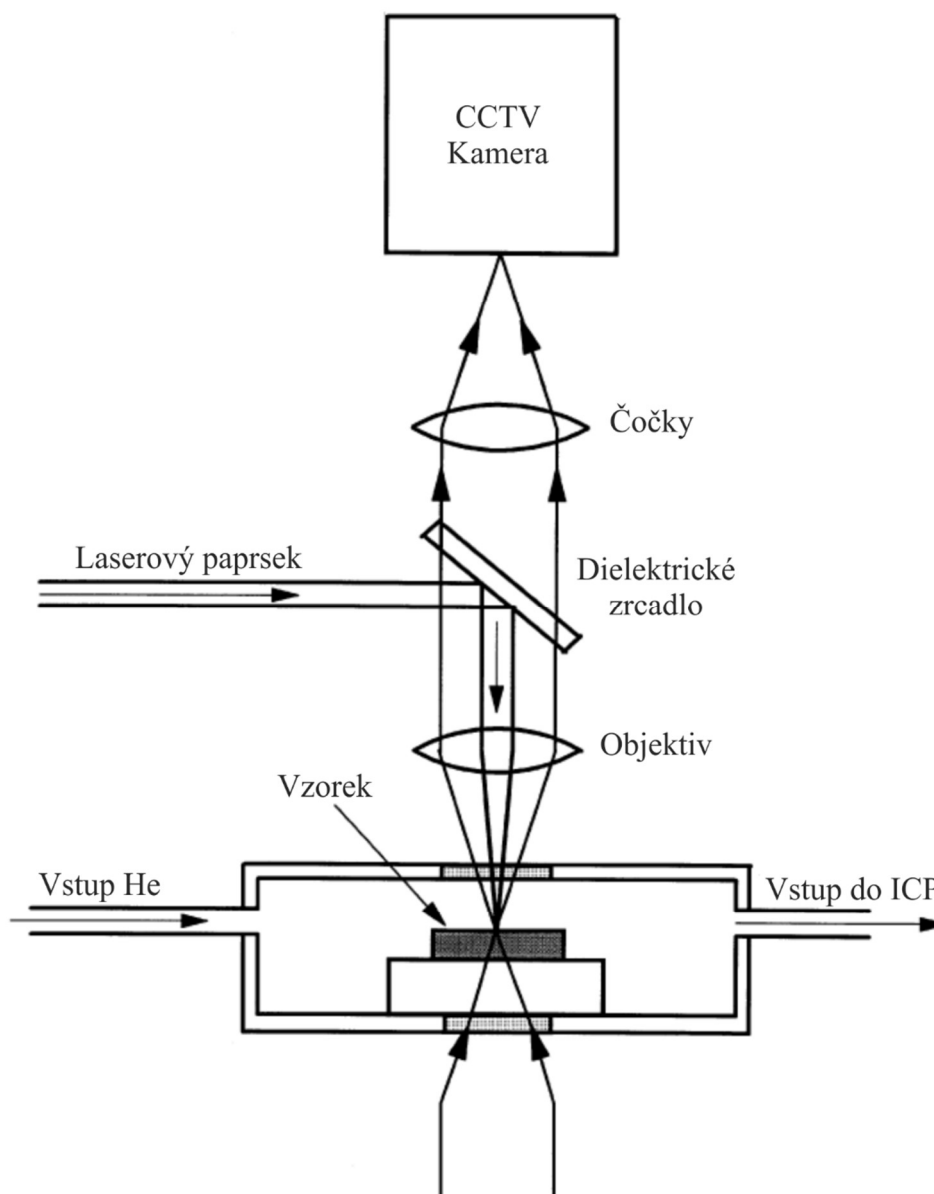 CCTV
Kamera
Čočky
Laserový paprsek
Dielektrické
zrcadlo
Objektiv
Vzorek
Vstup He
Vstup do ICP